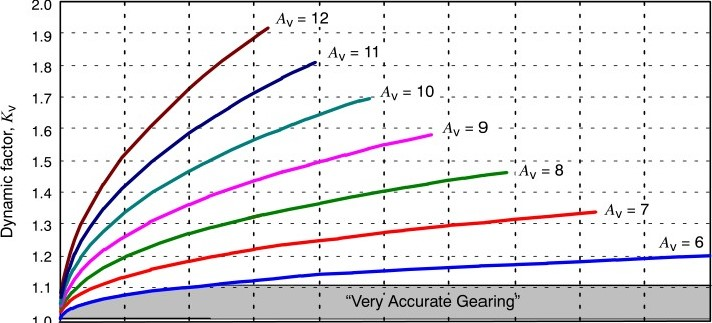 2.0
A_v = 12
1.9
A_v = 11
1.8
A_v = 10
1.7
1.6
A_v = 9
1.5
A_v = 8
1.4
A_v = 7
1.3
A_v = 6
1.2
1.1
"Very Accurate Gearing"
1.0
Dynamic factor, K_v